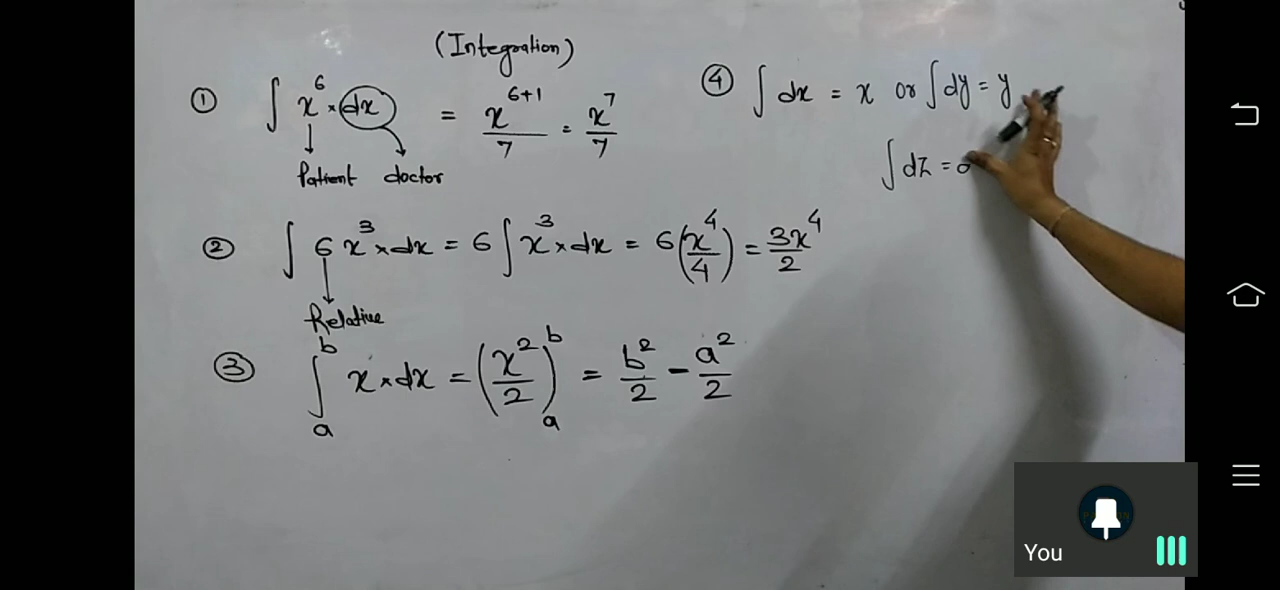 (Integration)
① ∫ x⁶ × dx = x⁶⁺¹/7 = x⁷/7
Patient doctor
② ∫ 6 x³ × dx = 6 ∫ x³ × dx = 6(x⁴/4) = 3x⁴/2
Relative
③ ∫ₐᵇ x × dx = (x²/2)ₐᵇ = b²/2 - a²/2
④ ∫ dx = x or ∫ dy = y
∫ dz =
You